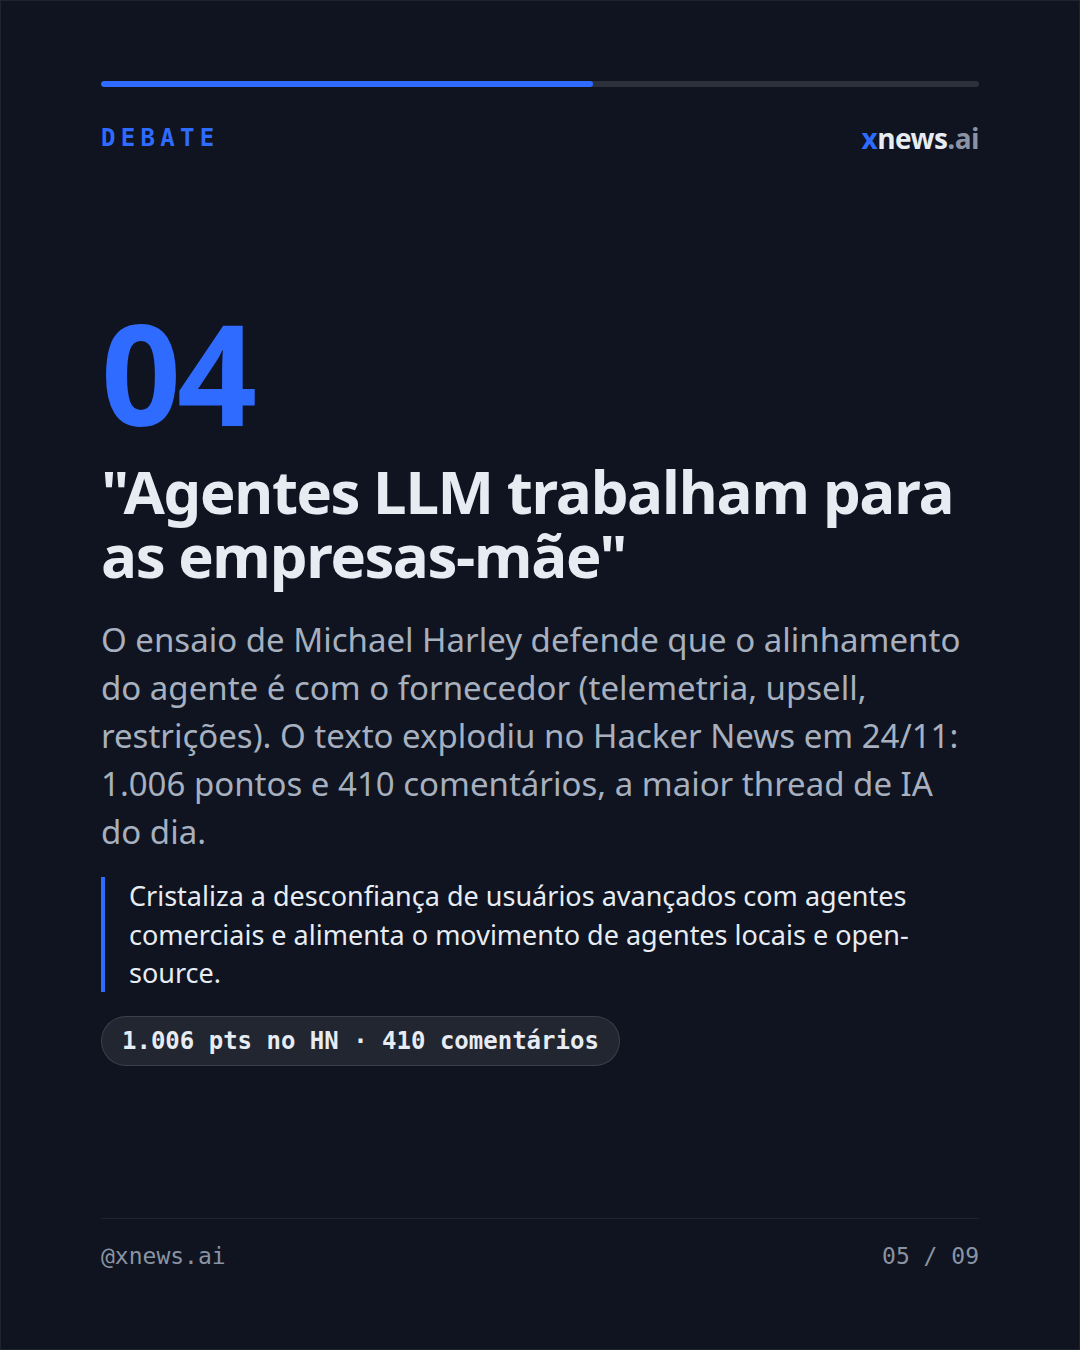 DEBATE
xnews.ai
04
"Agentes LLM trabalham para
as empresas-mãe"
O ensaio de Michael Harley defende que o alinhamento
do agente é com o fornecedor (telemetria, upsell,
restrições). O texto explodiu no Hacker News em 24/11:
1.006 pontos e 410 comentários, a maior thread de IA
do dia.
Cristaliza a desconfiança de usuários avançados com agentes
comerciais e alimenta o movimento de agentes locais e open-
source.
1.006 pts no HN · 410 comentários
@xnews.ai
05 / 09